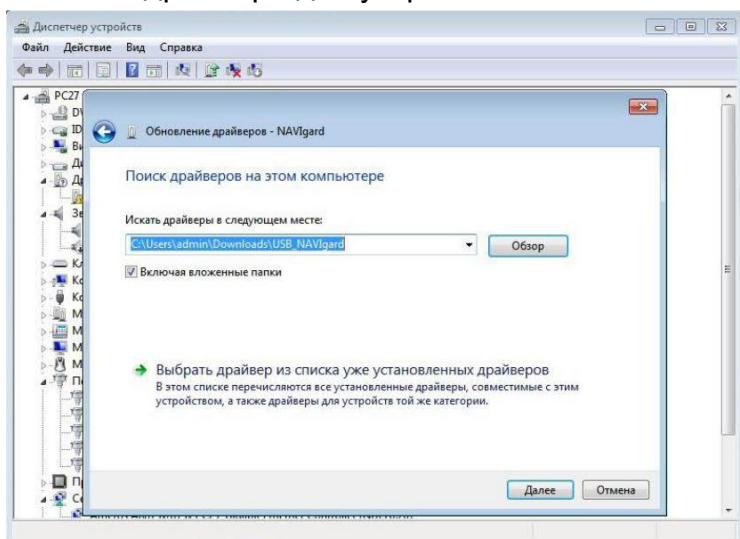 Диспетчер устройств
Файл Действие Вид Справка
PC27
Обновление драйверов - NAVIgard
Поиск драйверов на этом компьютере
Искать драйверы в следующем месте:
C:\Users\admin\Downloads\USB_NAVIgard
Обзор
Включая вложенные папки
Выбрать драйвер из списка уже установленных драйверов
В этом списке перечисляются все установленные драйверы, совместимые с этим
устройством, а также драйверы для устройств той же категории.
Далее Отмена